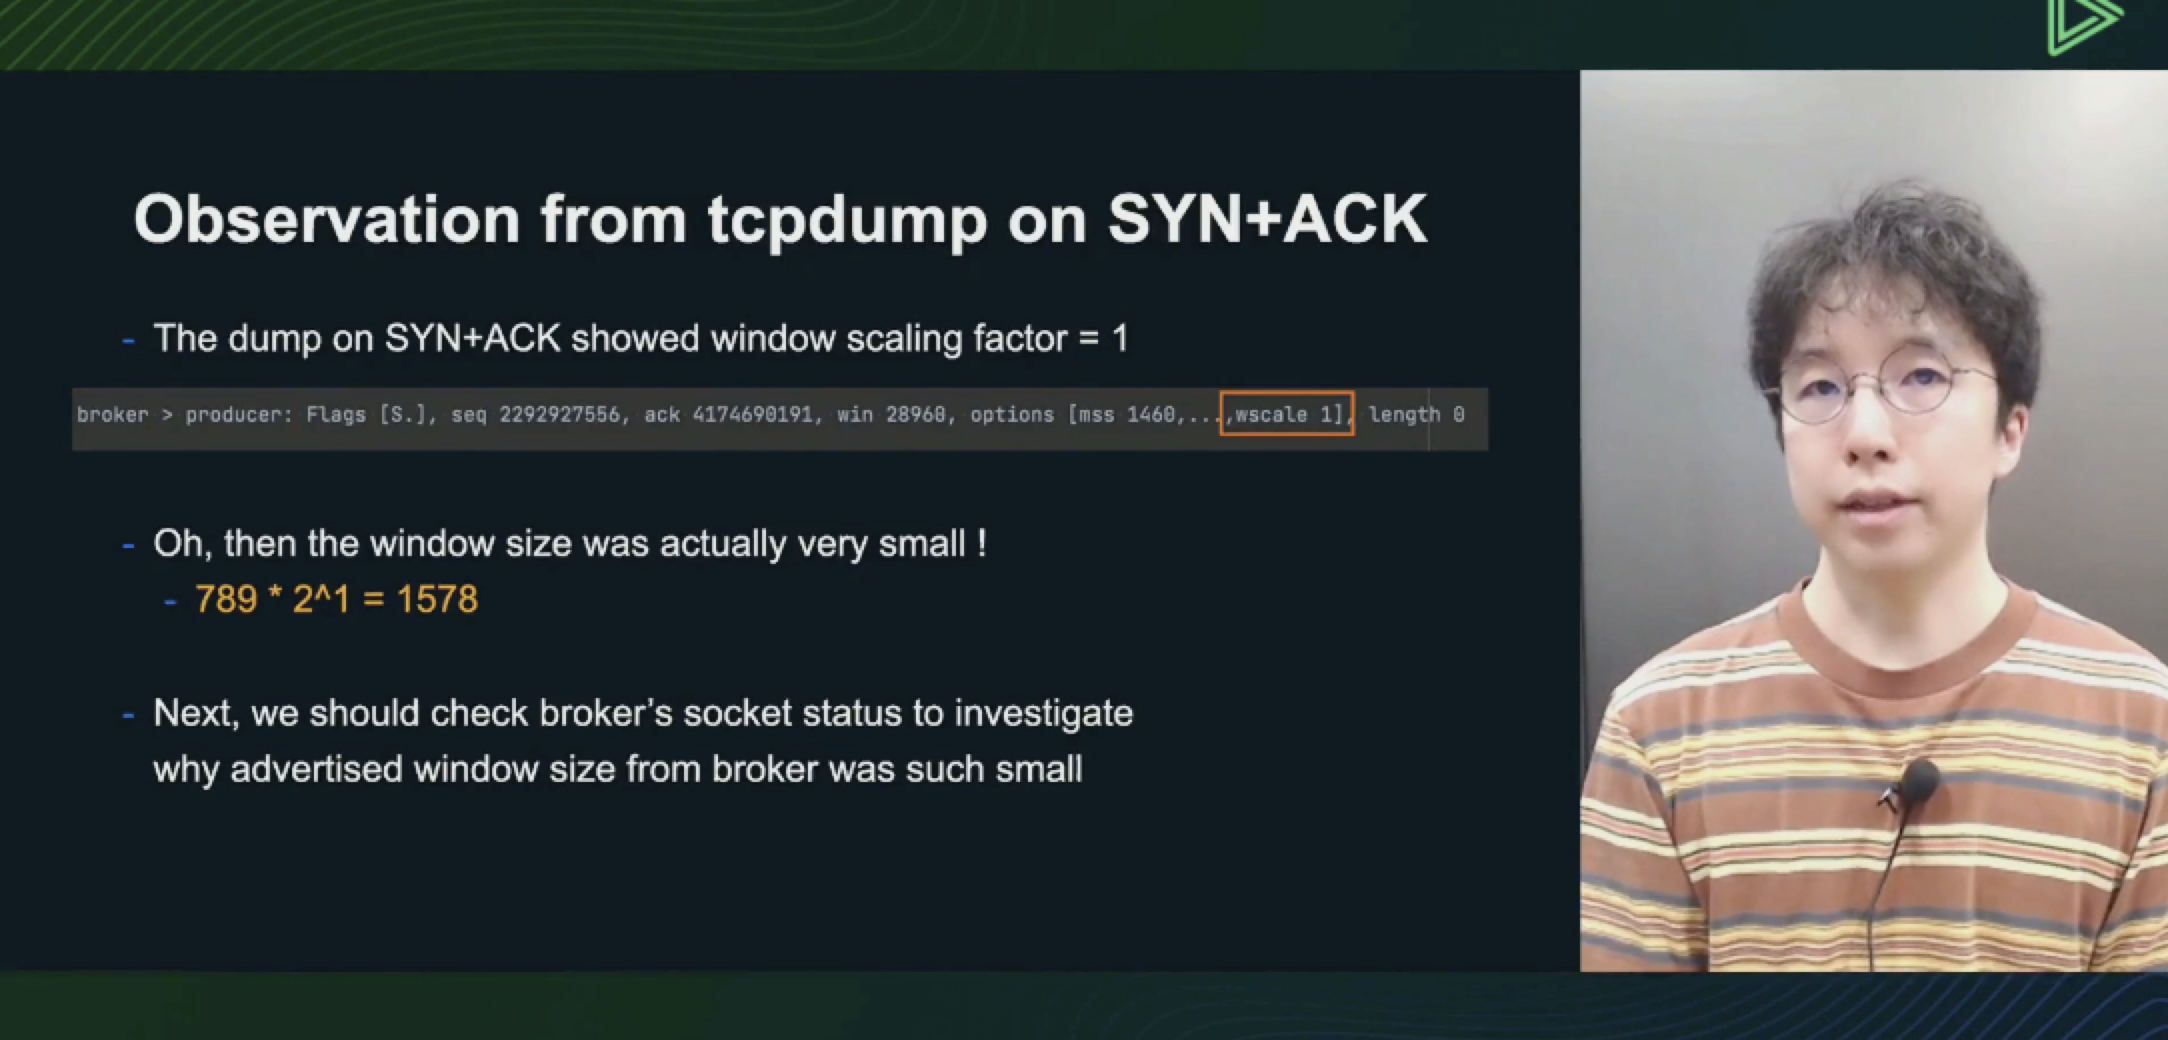 Observation from tcpdump on SYN+ACK
- The dump on SYN+ACK showed window scaling factor = 1
broker > producer: Flags [S.], seq 2292927556, ack 4174690191, win 28960, options [mss 1460,...,wscale 1], length 0
- Oh, then the window size was actually very small !
- 789 * 2^1 = 1578
- Next, we should check broker's socket status to investigate
why advertised window size from broker was such small